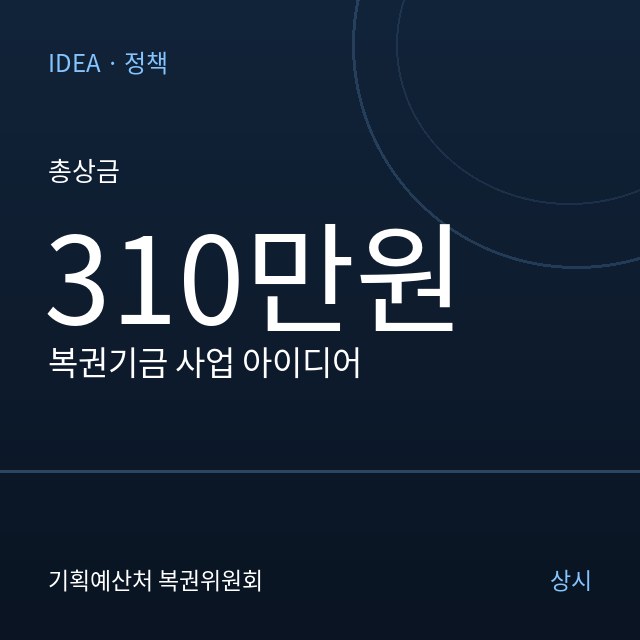 IDEA · 정책
총상금
310만원
복권기금 사업 아이디어
기획예산처 복권위원회
상시